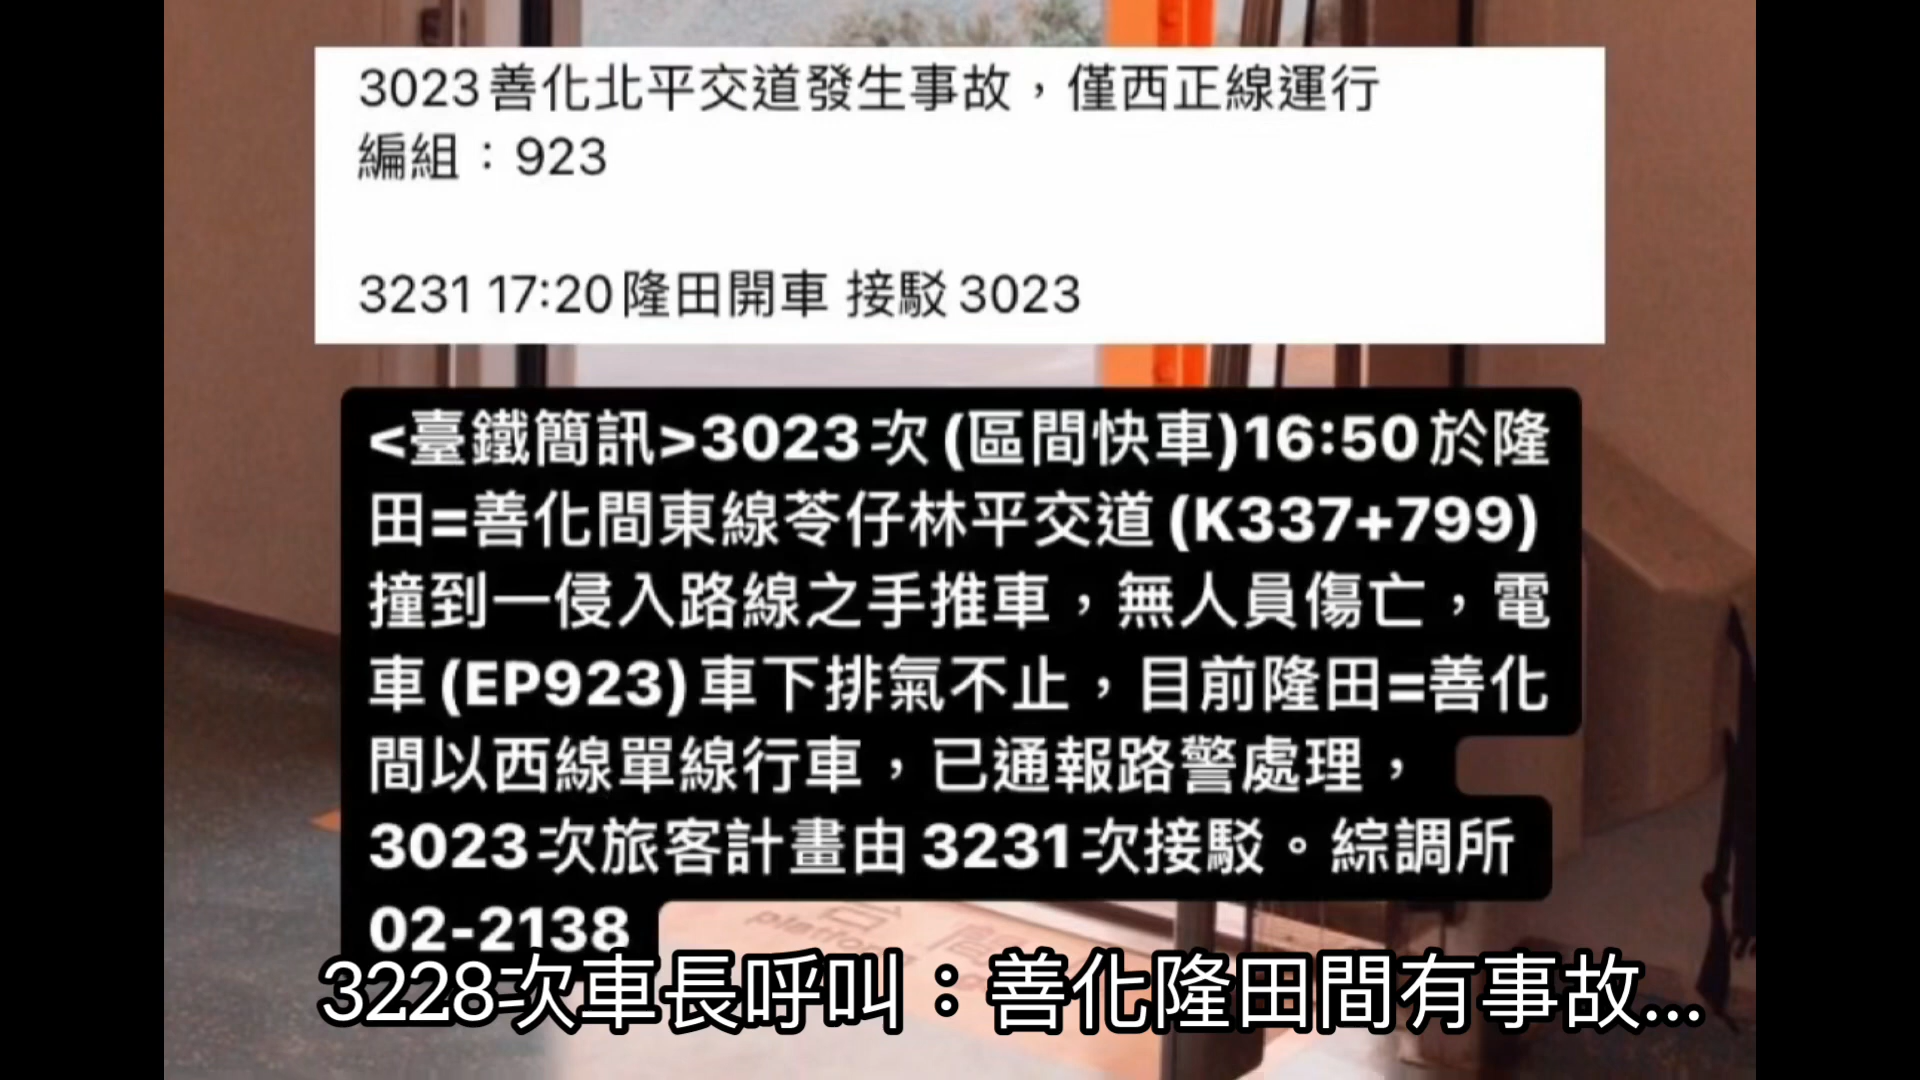 3023善化北平交道發生事故，僅西正線運行
編組：923
3231 17:20隆田開車 接駁3023
<臺鐵簡訊>3023次(區間快車)16:50於隆
田=善化間東線苓仔林平交道(K337+799)
撞到一侵入路線之手推車，無人員傷亡，電
車(EP923)車下排氣不止，目前隆田=善化
間以西線單線行車，已通報路警處理，
3023次旅客計畫由3231次接駁。綜調所
02-2138
3228次車長呼叫：善化隆田間有事故...